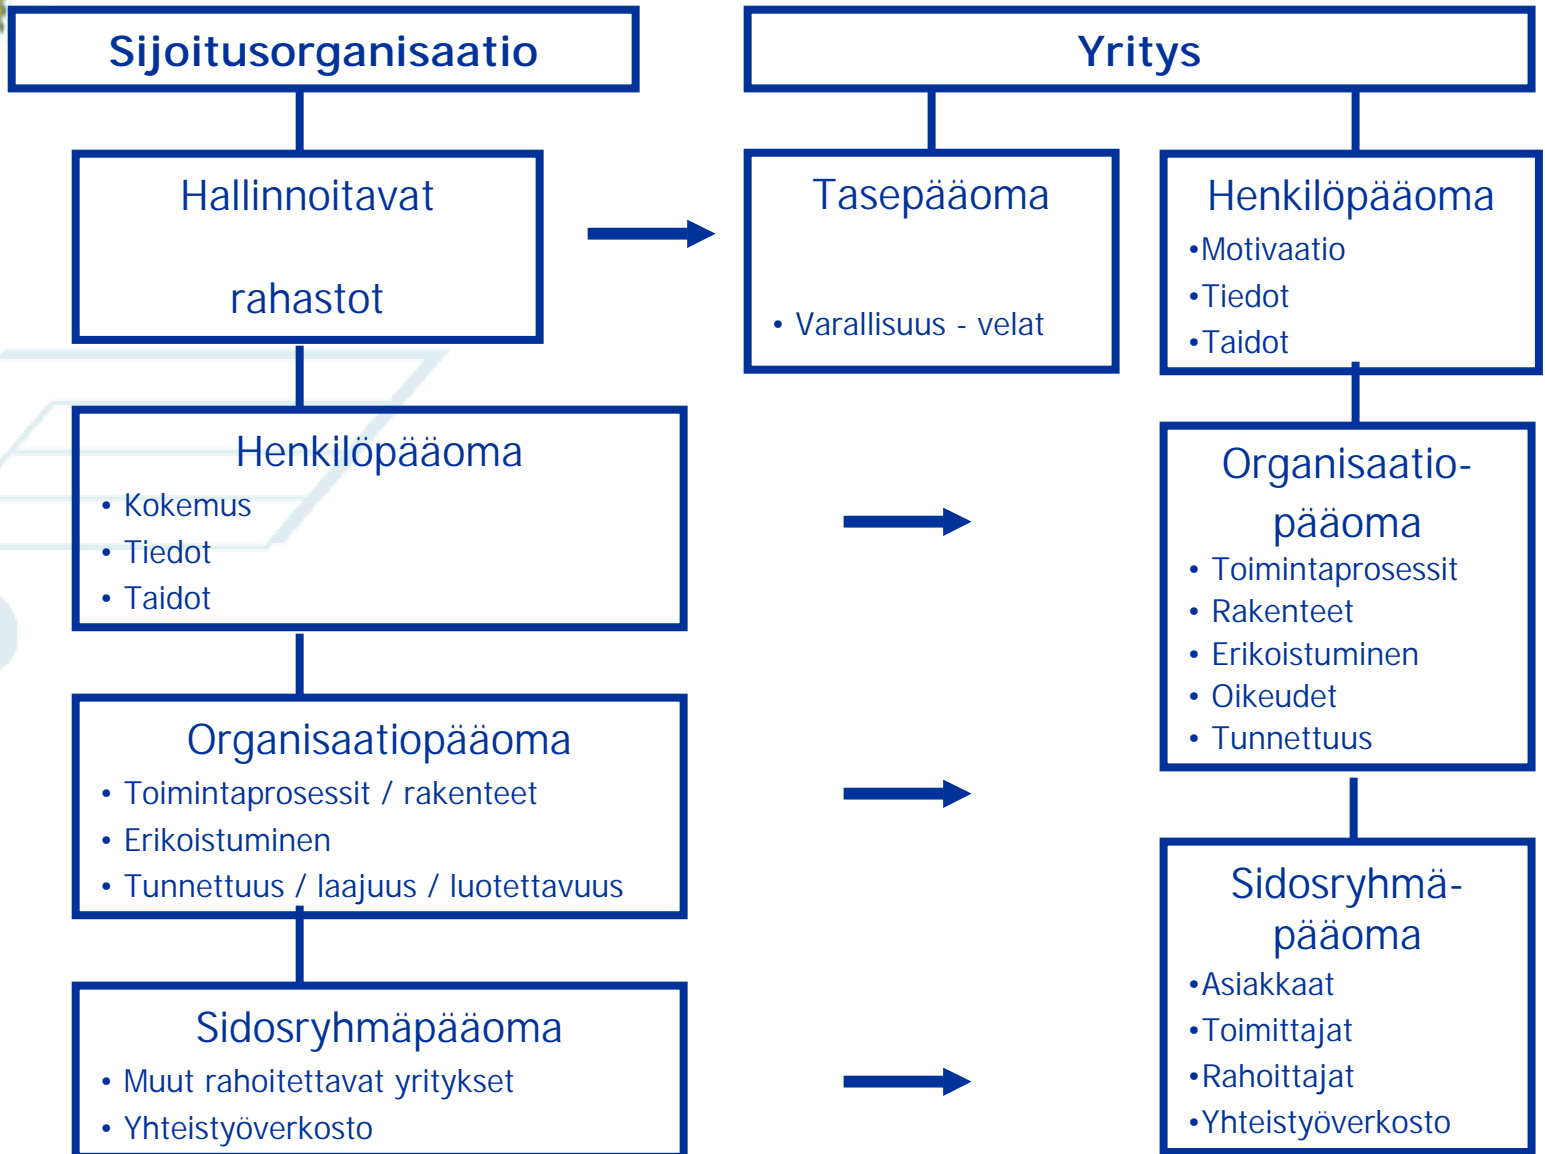 Sijoitusorganisaatio
Hallinnoitavat
rahastot
Henkilöpääoma
• Kokemus
• Tiedot
• Taidot
Organisaatiopääoma
• Toimintaprosessit / rakenteet
• Erikoistuminen
• Tunnettuus / laajuus / luotettavuus
Sidosryhmäpääoma
• Muut rahoitettavat yritykset
• Yhteistyöverkosto
Yritys
Tasepääoma
• Varallisuus - velat
Henkilöpääoma
•Motivaatio
•Tiedot
•Taidot
Organisaatio-
pääoma
• Toimintaprosessit
• Rakenteet
• Erikoistuminen
• Oikeudet
• Tunnettuus
Sidosryhmä-
pääoma
•Asiakkaat
•Toimittajat
•Rahoittajat
•Yhteistyöverkosto